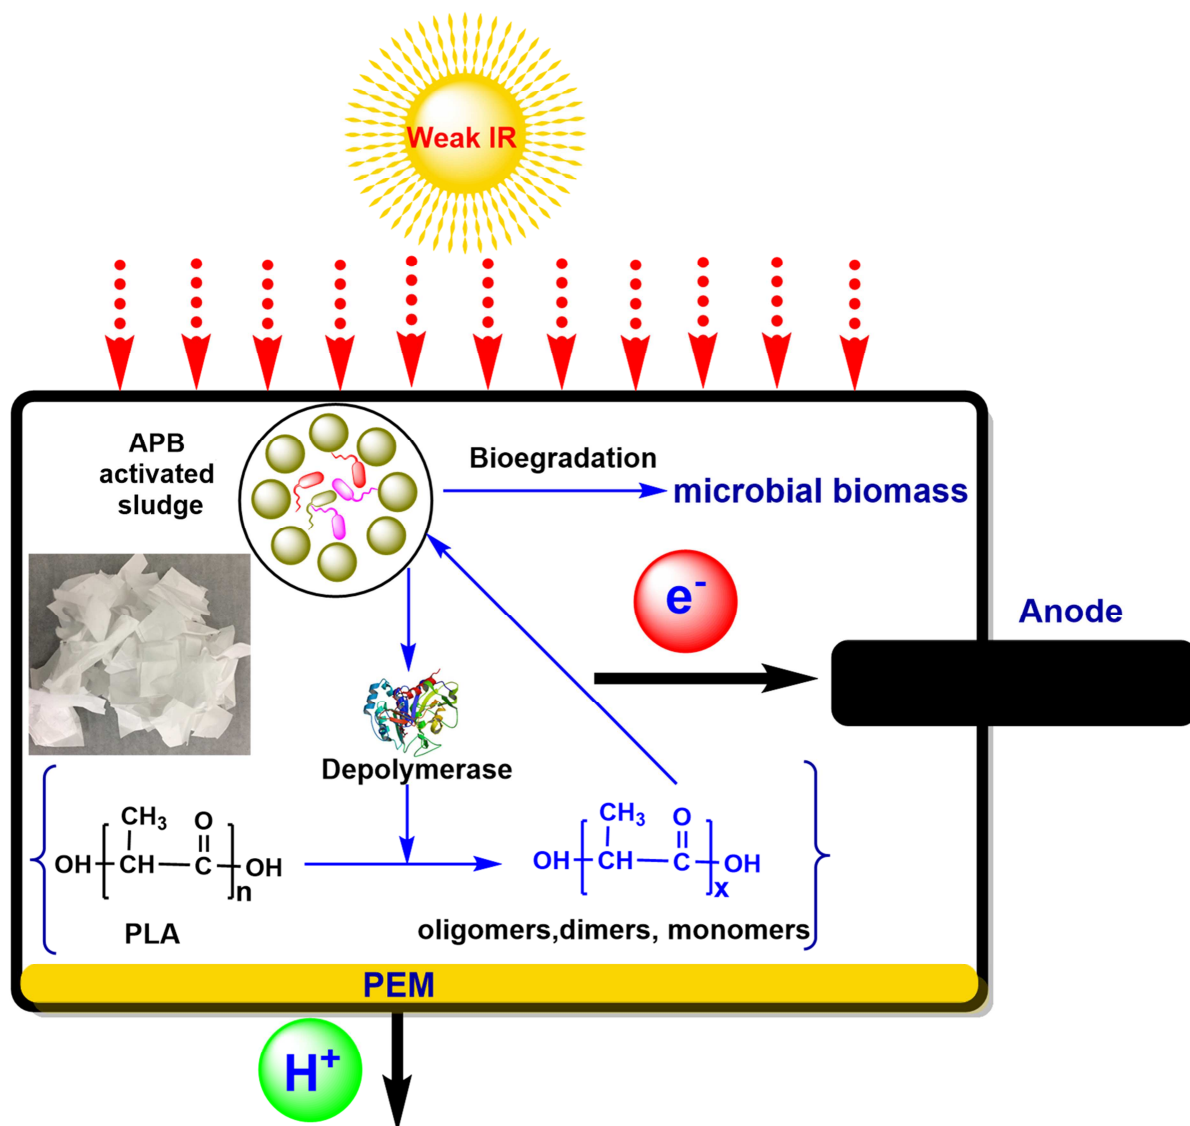 Weak IR
APB
activated
sludge
Bioegradation
microbial biomass
e-
Anode
Depolymerase
CH3 O
OH CH C OH
n
PLA
CH3 O
OH CH C OH
x
oligomers,dimers, monomers
PEM
H+